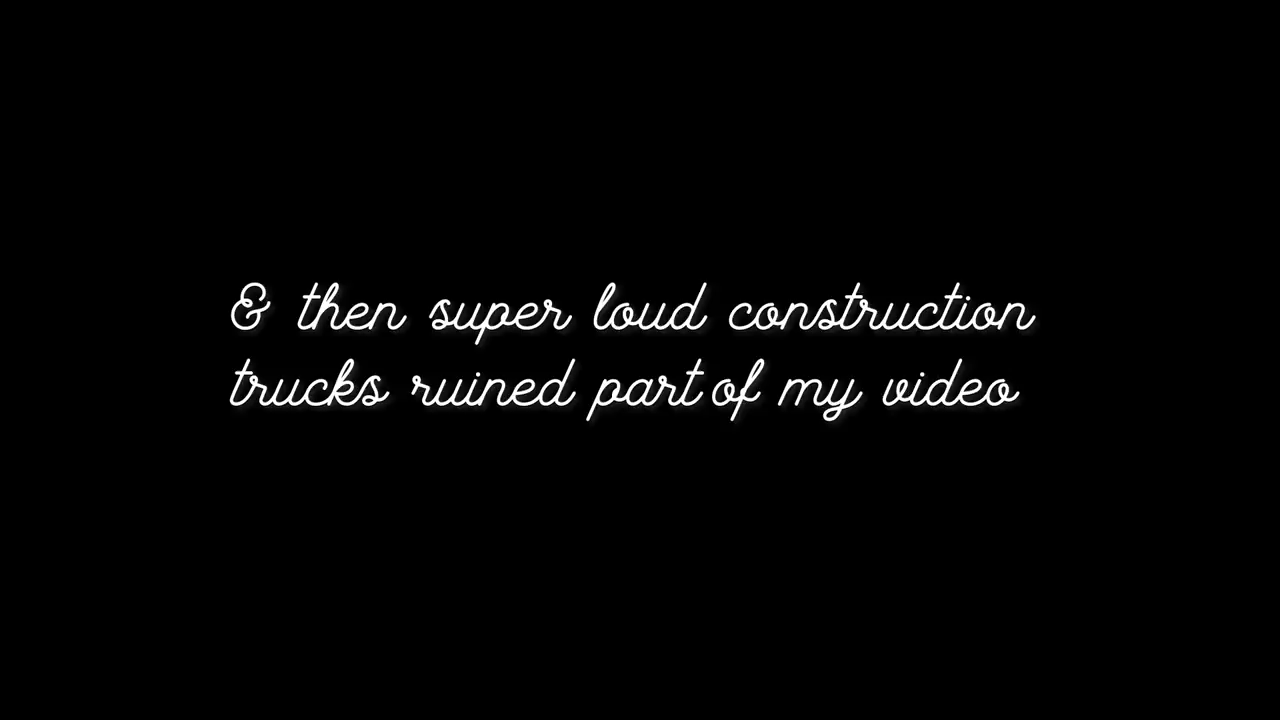 & then super loud construction
trucks ruined part of my video